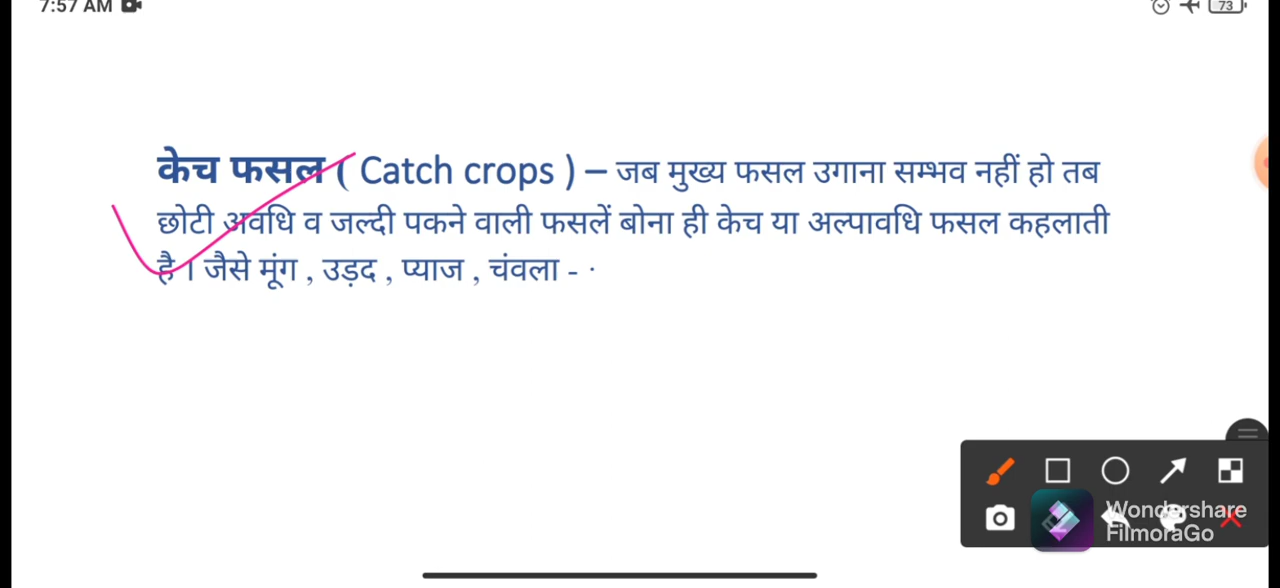 7:57 AM
73
केच फसल ( Catch crops ) – जब मुख्य फसल उगाना सम्भव नहीं हो तब
छोटी अवधि व जल्दी पकने वाली फसलें बोना ही केच या अल्पावधि फसल कहलाती
है । जैसे मूंग , उड़द , प्याज , चंवला - ·
Wondershare
FilmoraGo